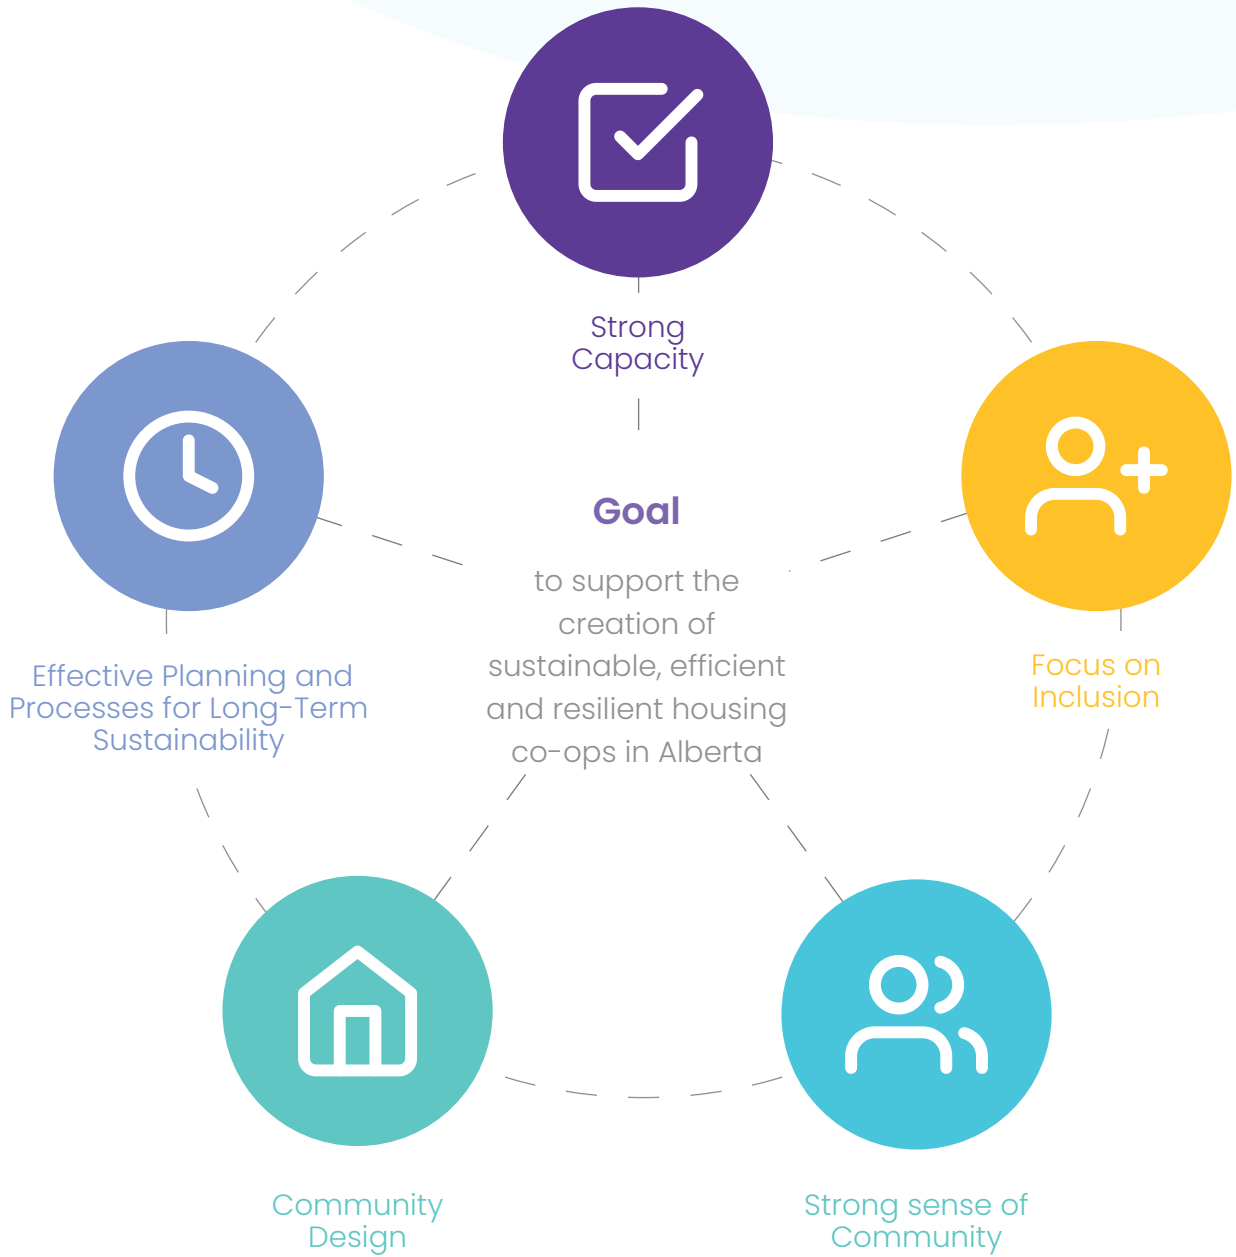 Strong
Capacity
Goal
to support the
creation of
sustainable, efficient
and resilient housing
co-ops in Alberta
Effective Planning and
Processes for Long-Term
Sustainability
Focus on
Inclusion
Community
Design
Strong sense of
Community